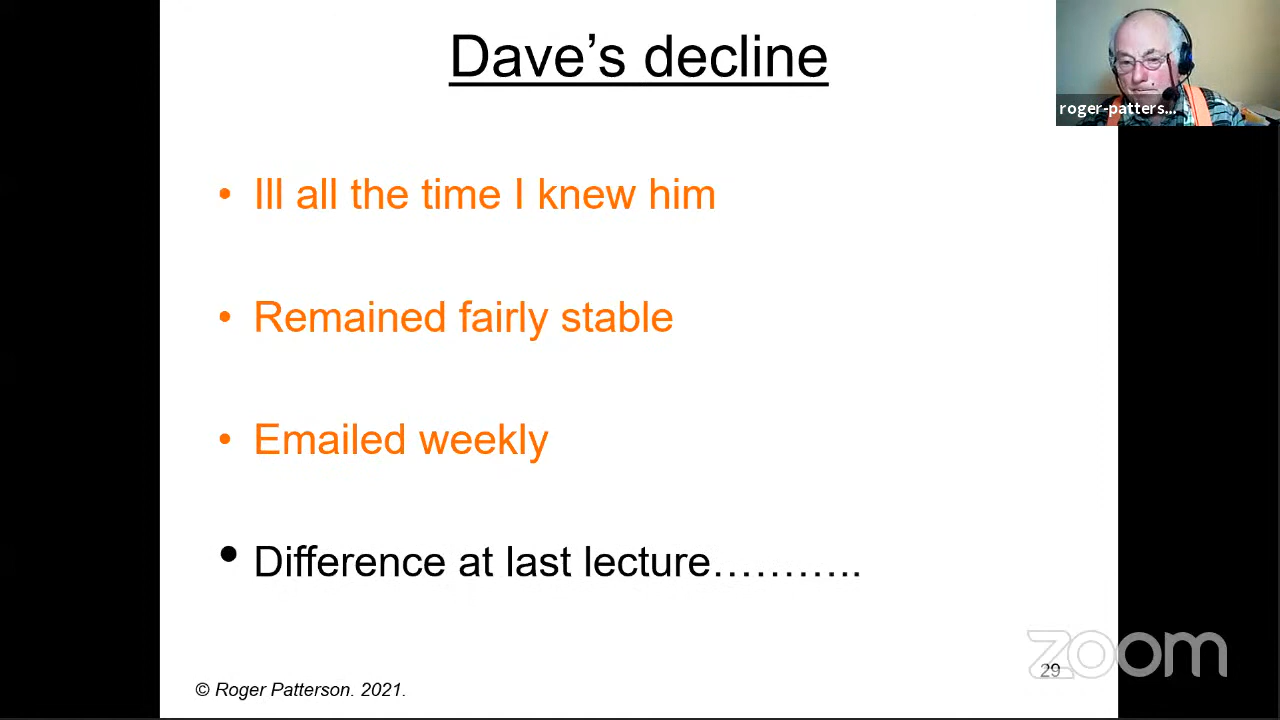 Dave’s decline
roger-patters...
• Ill all the time I knew him
• Remained fairly stable
• Emailed weekly
• Difference at last lecture………..
zoom
29
© Roger Patterson. 2021.